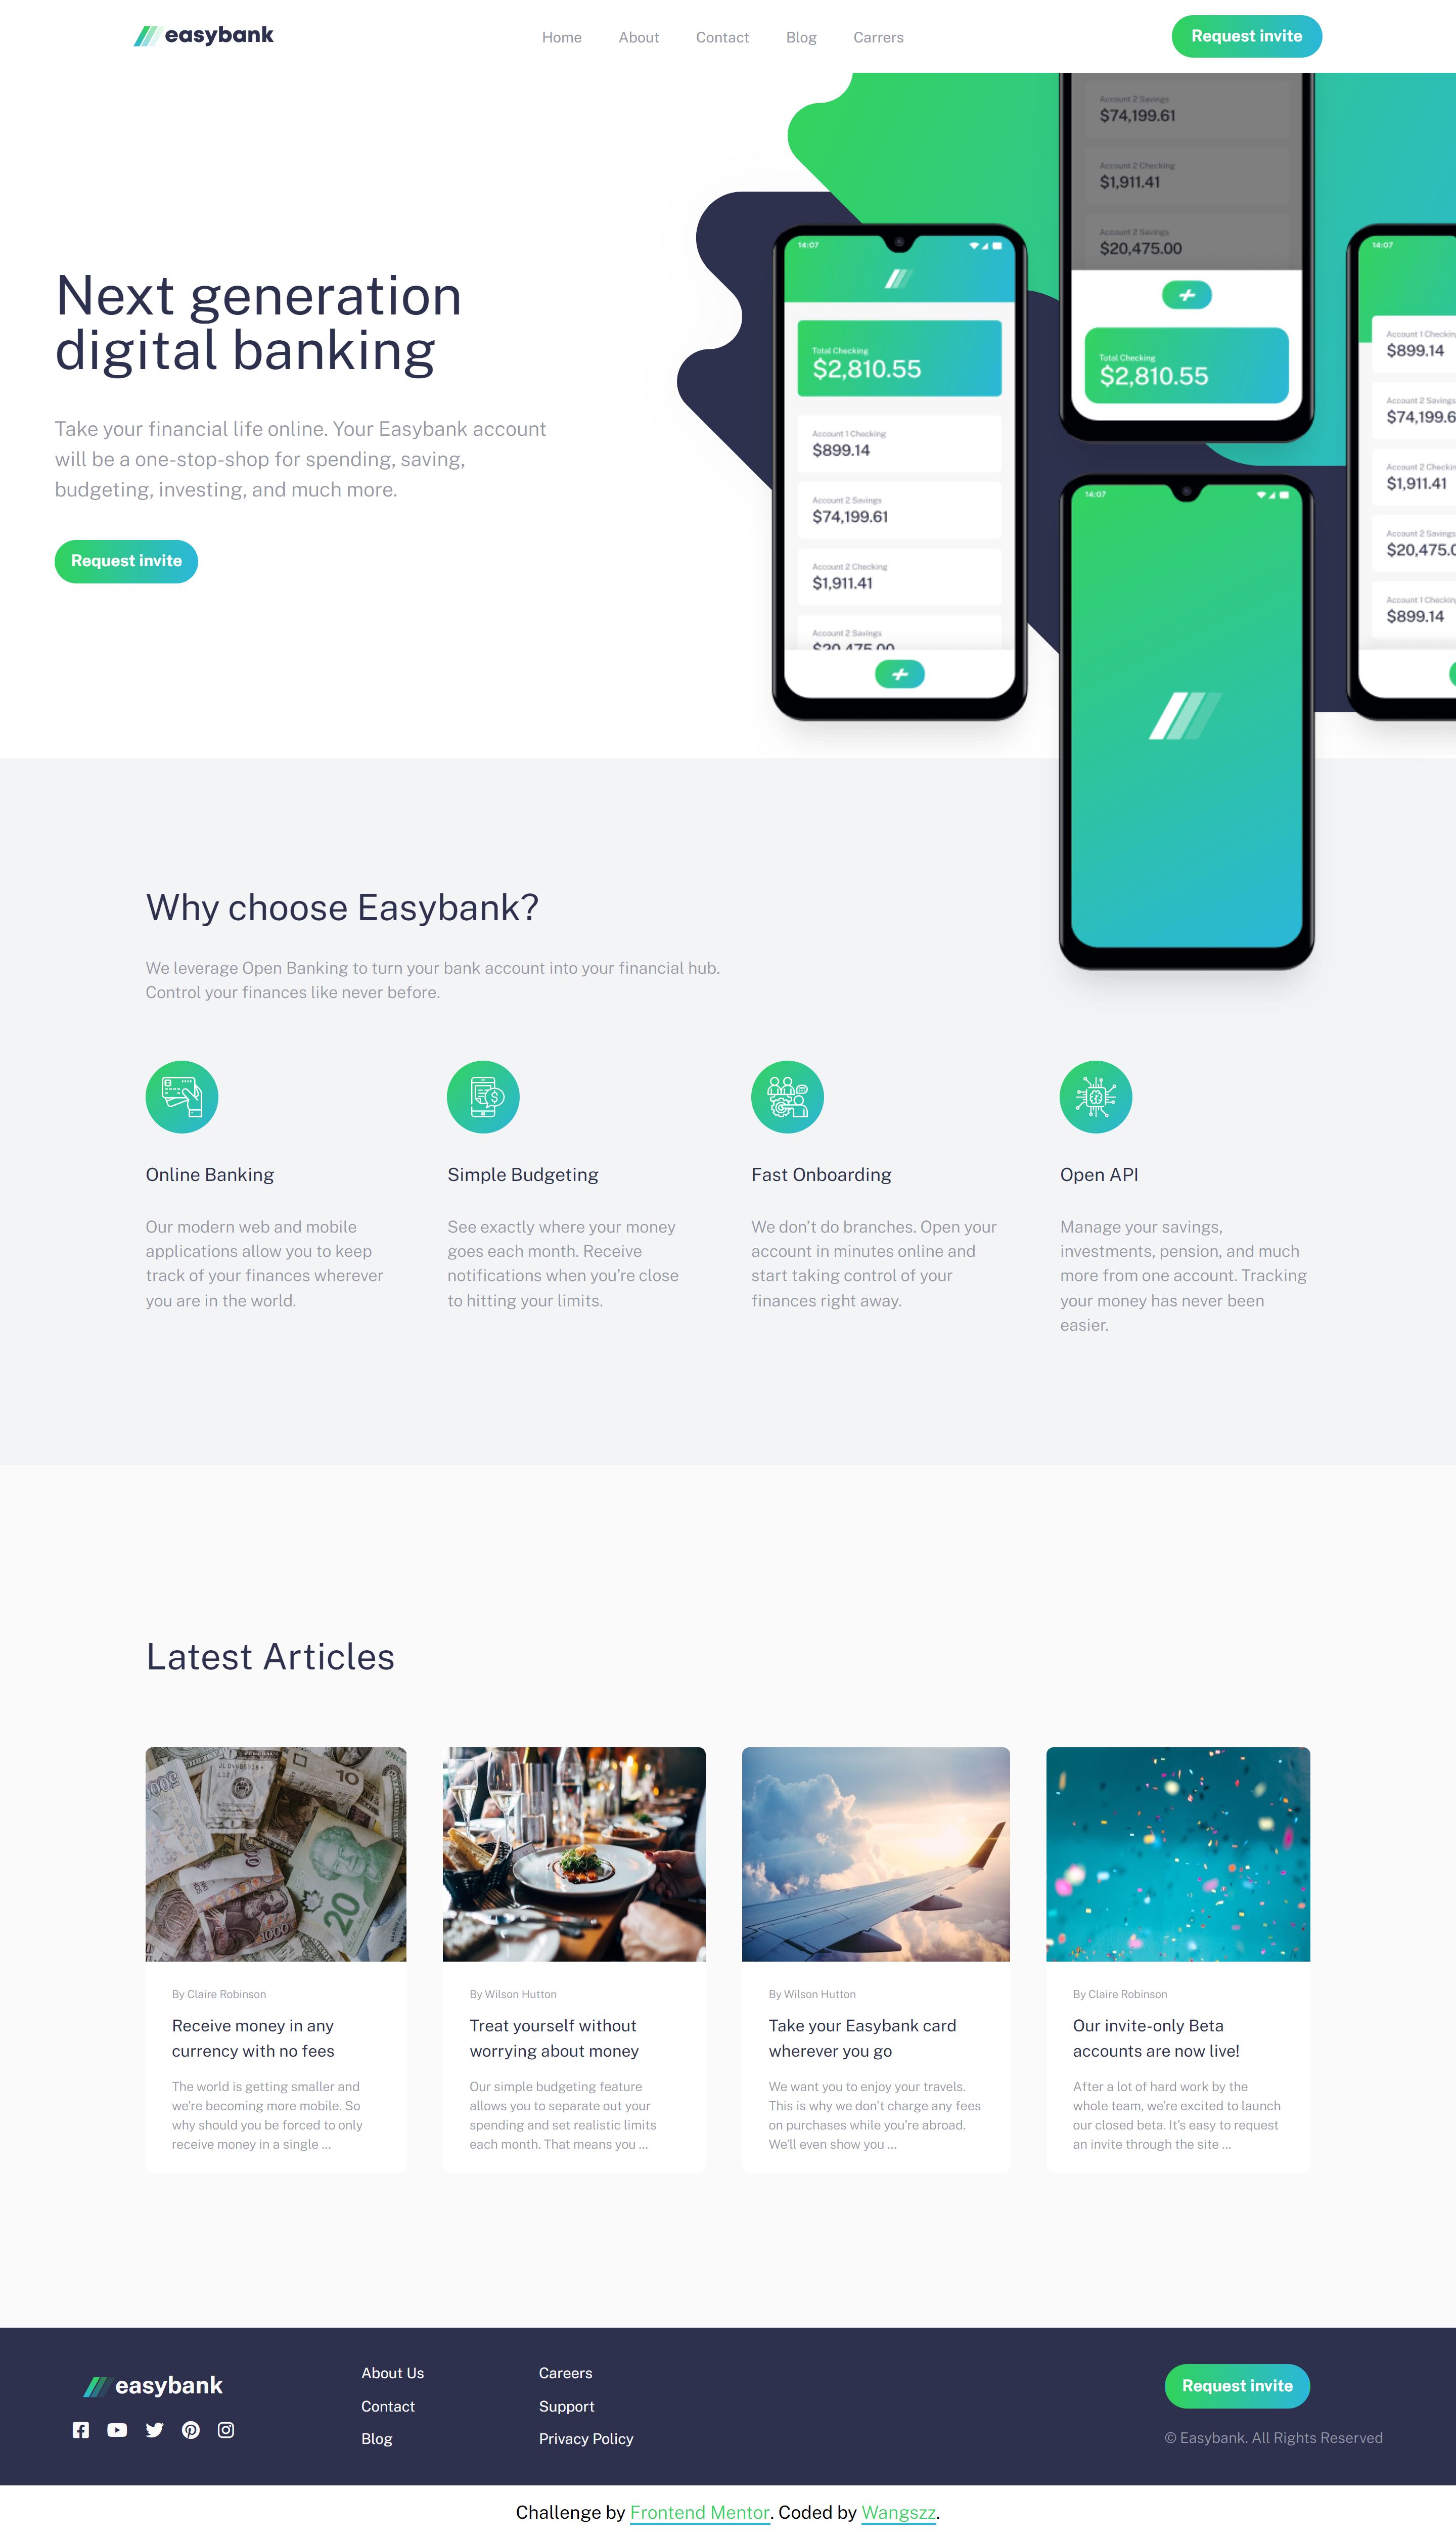 easybank
Home About Contact Blog Carrers
Request invite
Next generation
digital banking
Take your financial life online. Your Easybank account
will be a one-stop-shop for spending, saving,
budgeting, investing, and much more.
Request invite
14:07
Total Checking
$2,810.55
Account 1 Checking
$899.14
Account 2 Savings
$74,199.61
Account 2 Checking
$1,911.41
Account 2 Savings
$20,475.00
Account 2 Savings
$74,199.61
Account 2 Checking
$1,911.41
Account 2 Savings
$20,475.00
Total Checking
$2,810.55
14:07
14:07
Account 1 Checking
$899.14
Account 2 Savings
$74,199.6
Account 2 Checking
$1,911.41
Account 2 Savings
$20,475.0
Account 1 Checking
$899.14
Why choose Easybank?
We leverage Open Banking to turn your bank account into your financial hub.
Control your finances like never before.
Online Banking
Our modern web and mobile
applications allow you to keep
track of your finances wherever
you are in the world.
Simple Budgeting
See exactly where your money
goes each month. Receive
notifications when you're close
to hitting your limits.
Fast Onboarding
We don't do branches. Open your
account in minutes online and
start taking control of your
finances right away.
Open API
Manage your savings,
investments, pension, and much
more from one account. Tracking
your money has never been
easier.
Latest Articles
10
20
1000
By Claire Robinson
Receive money in any
currency with no fees
The world is getting smaller and
we're becoming more mobile. So
why should you be forced to only
receive money in a single ...
By Wilson Hutton
Treat yourself without
worrying about money
Our simple budgeting feature
allows you to separate out your
spending and set realistic limits
each month. That means you ...
By Wilson Hutton
Take your Easybank card
wherever you go
We want you to enjoy your travels.
This is why we don't charge any fees
on purchases while you're abroad.
We'll even show you ...
By Claire Robinson
Our invite-only Beta
accounts are now live!
After a lot of hard work by the
whole team, we're excited to launch
our closed beta. It's easy to request
an invite through the site ...
easybank
About Us
Contact
Blog
Careers
Support
Privacy Policy
Request invite
© Easybank. All Rights Reserved
Challenge by Frontend Mentor. Coded by Wangszz.